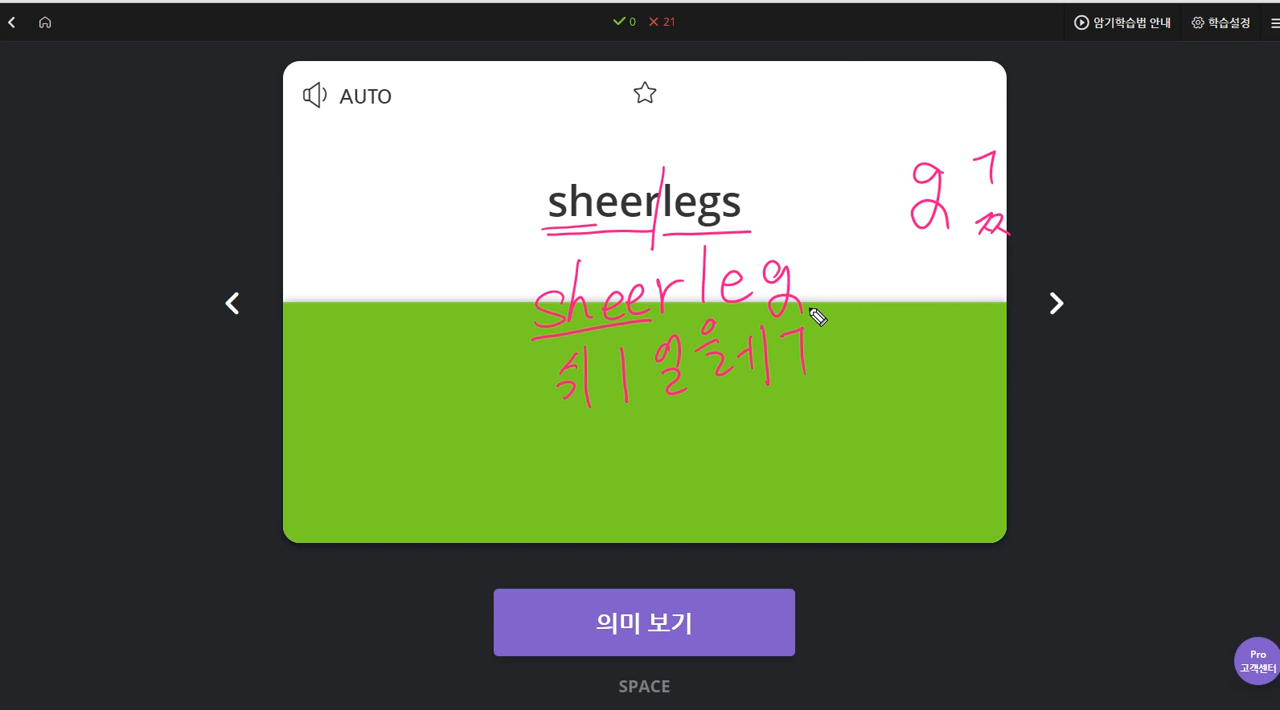 0 21 암기학습법 안내 학습설정
AUTO
sheerlegs
g ㄱ
ㅉ
sheerleg
쉬 ㅣ얼을레ㄱ
의미 보기
SPACE
Pro
고객센터